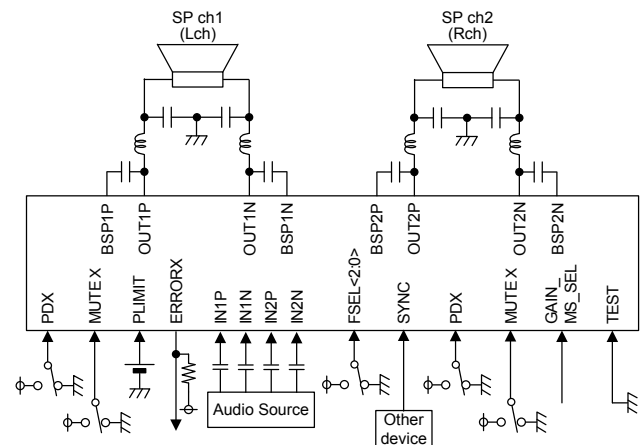 SP ch1
(Lch)
SP ch2
(Rch)
BSP1P
OUT1P
OUT1N
BSP1N
BSP2P
OUT2P
OUT2N
BSP2N
PDX
MUTEX
PLIMIT
ERRORX
IN1P
IN1N
IN2P
IN2N
FSEL<2:0>
SYNC
PDX
MUTEX
GAIN_
MS_SEL
TEST
Audio Source
Other
device